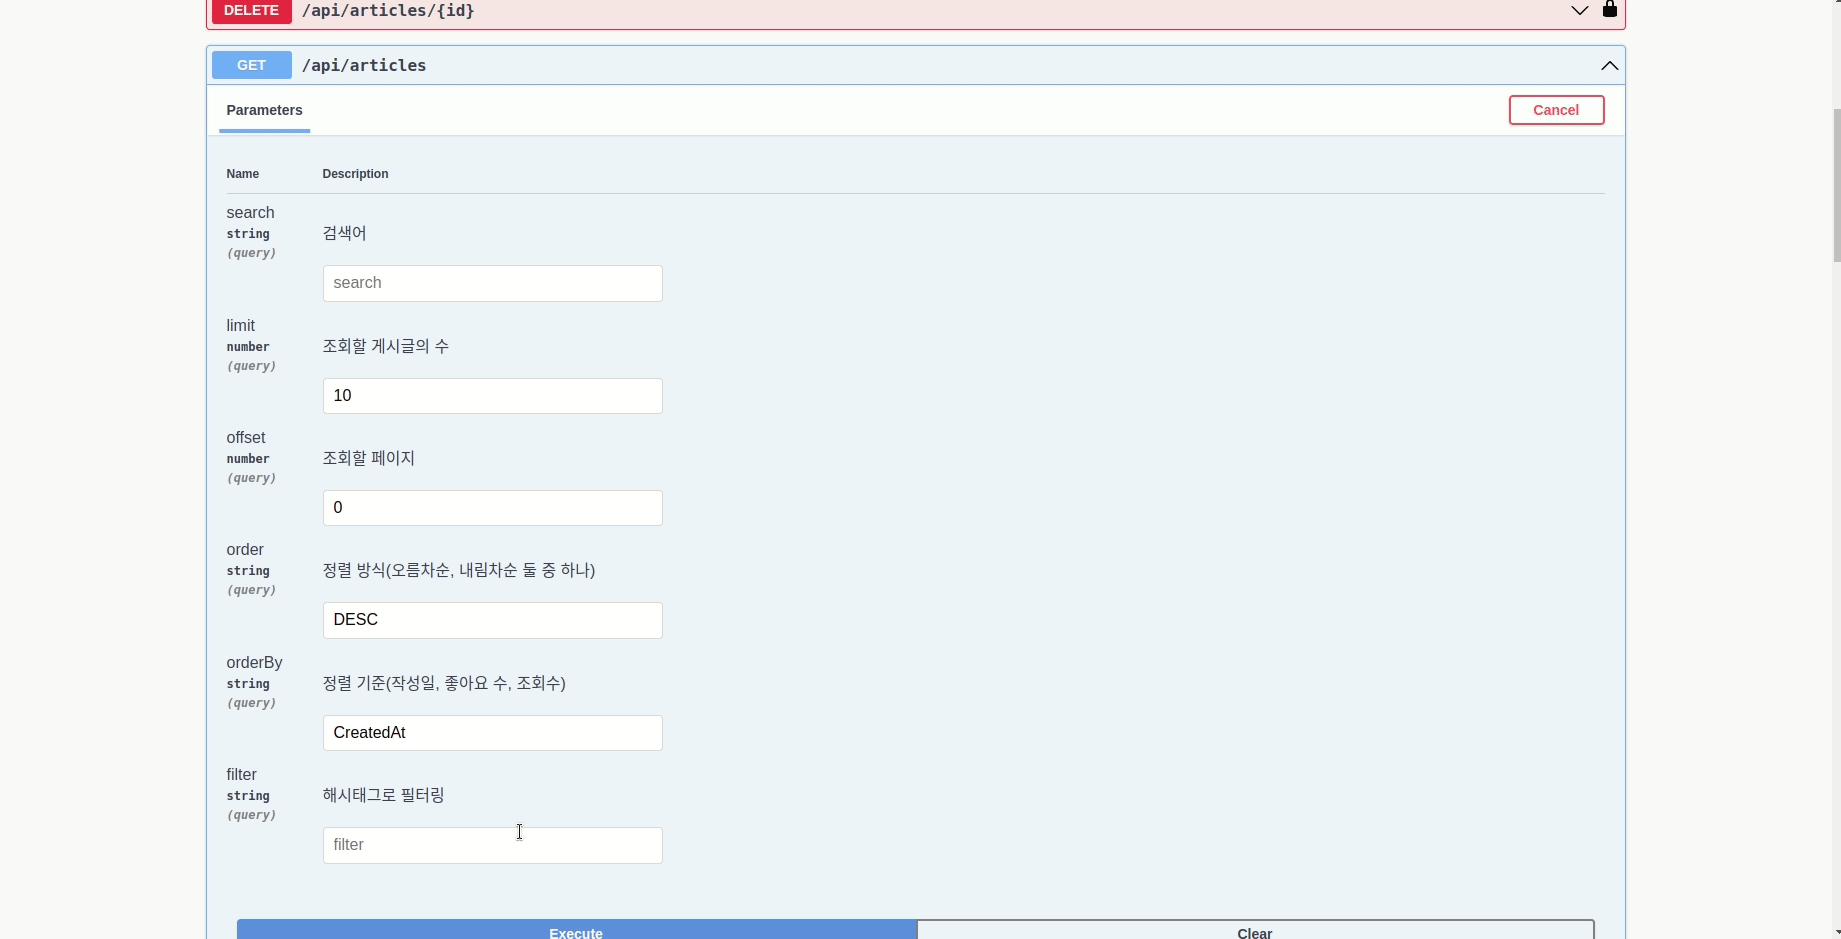 DELETE /api/articles/{id}
GET /api/articles
Parameters Cancel
Name Description
search
string
(query)
검색어
search
limit
number
(query)
조회할 게시글의 수
10
offset
number
(query)
조회할 페이지
0
order
string
(query)
정렬 방식(오름차순, 내림차순 둘 중 하나)
DESC
orderBy
string
(query)
정렬 기준(작성일, 좋아요 수, 조회수)
CreatedAt
filter
string
(query)
해시태그로 필터링
filter
Execute Clear